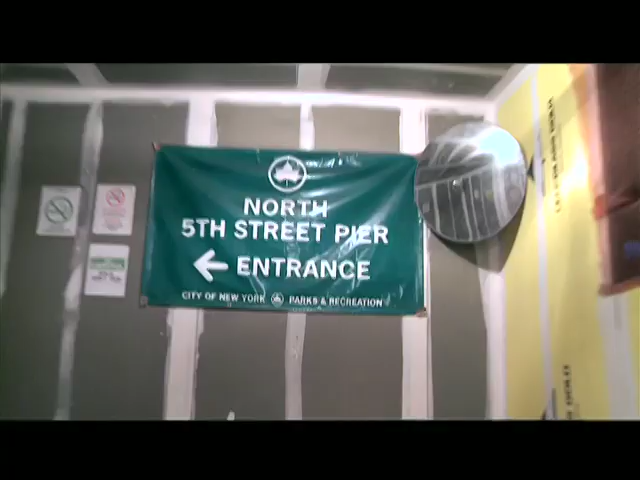 NORTH
5TH STREET PIER
← ENTRANCE
CITY OF NEW YORK PARKS & RECREATION